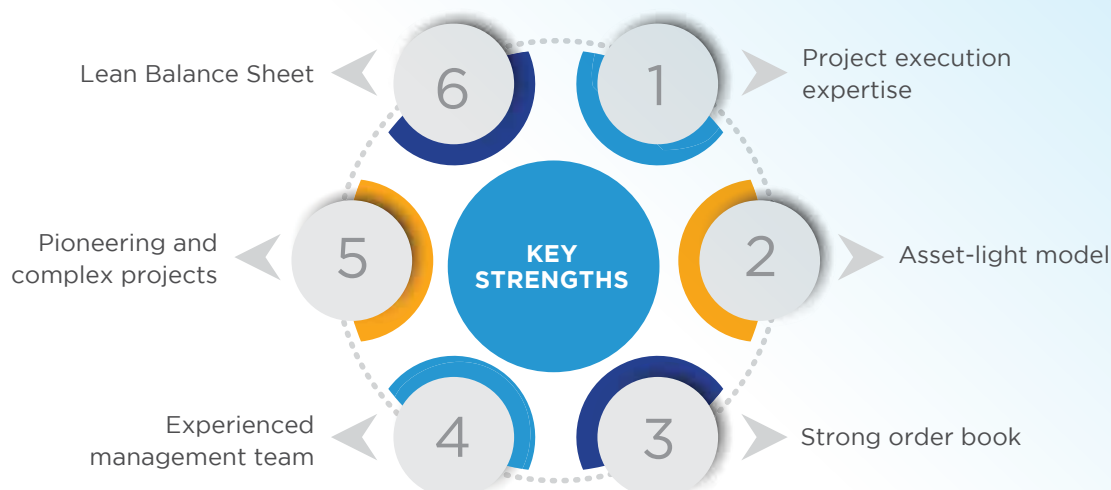 KEY
STRENGTHS
1
Project execution
expertise
2
Asset-light model
3
Strong order book
4
Experienced
management team
5
Pioneering and
complex projects
6
Lean Balance Sheet